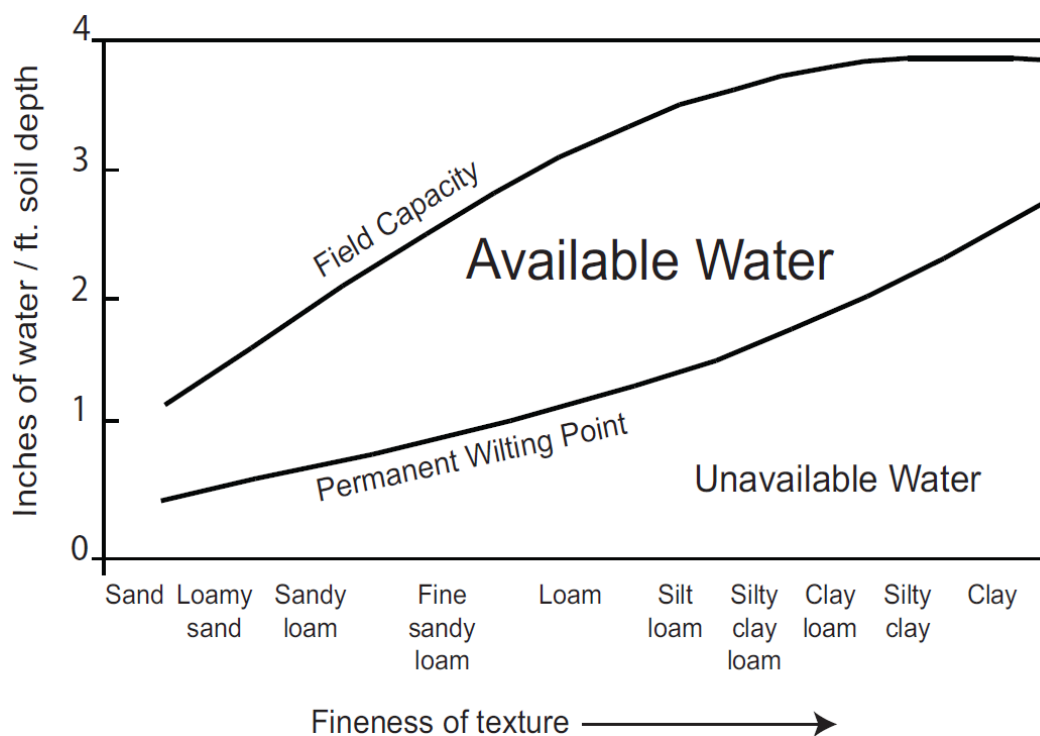 4
3
2
1
0
Inches of water / ft. soil depth
Field Capacity
Available Water
Permanent Wilting Point
Unavailable Water
Sand
Loamy
sand
Sandy
loam
Fine
sandy
loam
Loam
Silt
loam
Silty
clay
loam
Clay
loam
Silty
clay
Clay
Fineness of texture